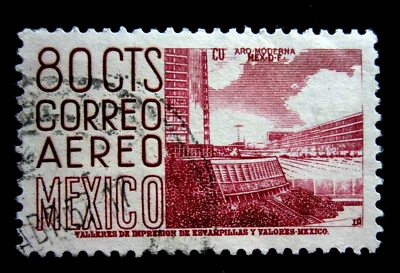 80 CTS
CORREO
AEREO
MEXICO
CU
ARQ-MODERNA
MEX-D-F-
TALLERES DE IMPRESION DE ESTAMPILLAS Y VALORES-MEXICO.